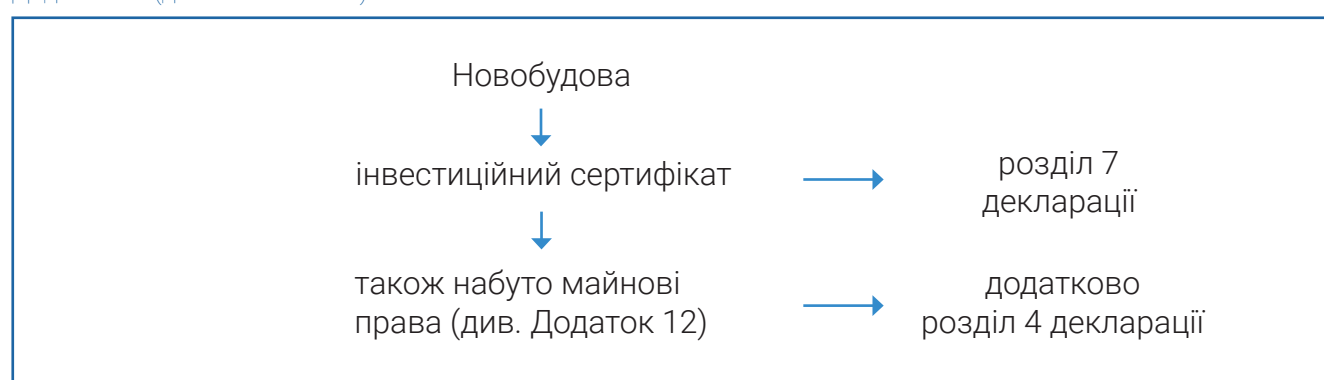 Новобудова
інвестиційний сертифікат
розділ 7
декларації
також набуто майнові
права (див. Додаток 12)
додатково
розділ 4 декларації